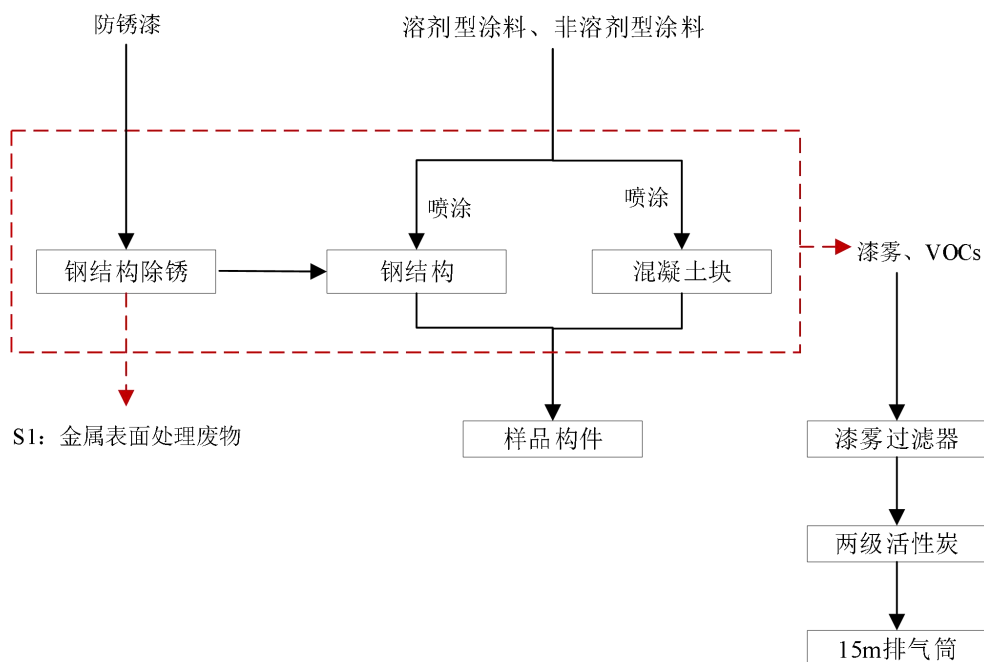 防锈漆
溶剂型涂料、非溶剂型涂料
喷涂
喷涂
钢结构除锈
钢结构
混凝土块
漆雾、VOCs
S1：金属表面处理废物
样品构件
漆雾过滤器
两级活性炭
15m排气筒